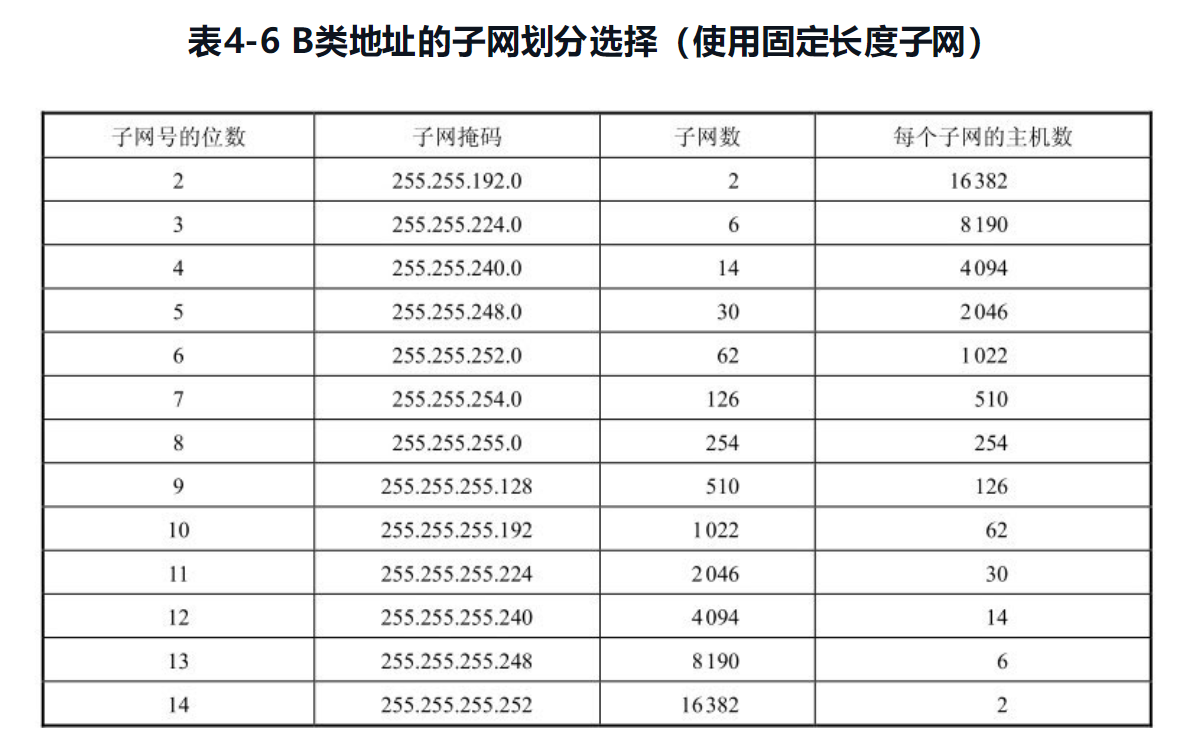 表4-6 B类地址的子网划分选择（使用固定长度子网）
子网号的位数 子网掩码 子网数 每个子网的主机数
2 255.255.192.0 2 16382
3 255.255.224.0 6 8190
4 255.255.240.0 14 4094
5 255.255.248.0 30 2046
6 255.255.252.0 62 1022
7 255.255.254.0 126 510
8 255.255.255.0 254 254
9 255.255.255.128 510 126
10 255.255.255.192 1022 62
11 255.255.255.224 2046 30
12 255.255.255.240 4094 14
13 255.255.255.248 8190 6
14 255.255.255.252 16382 2